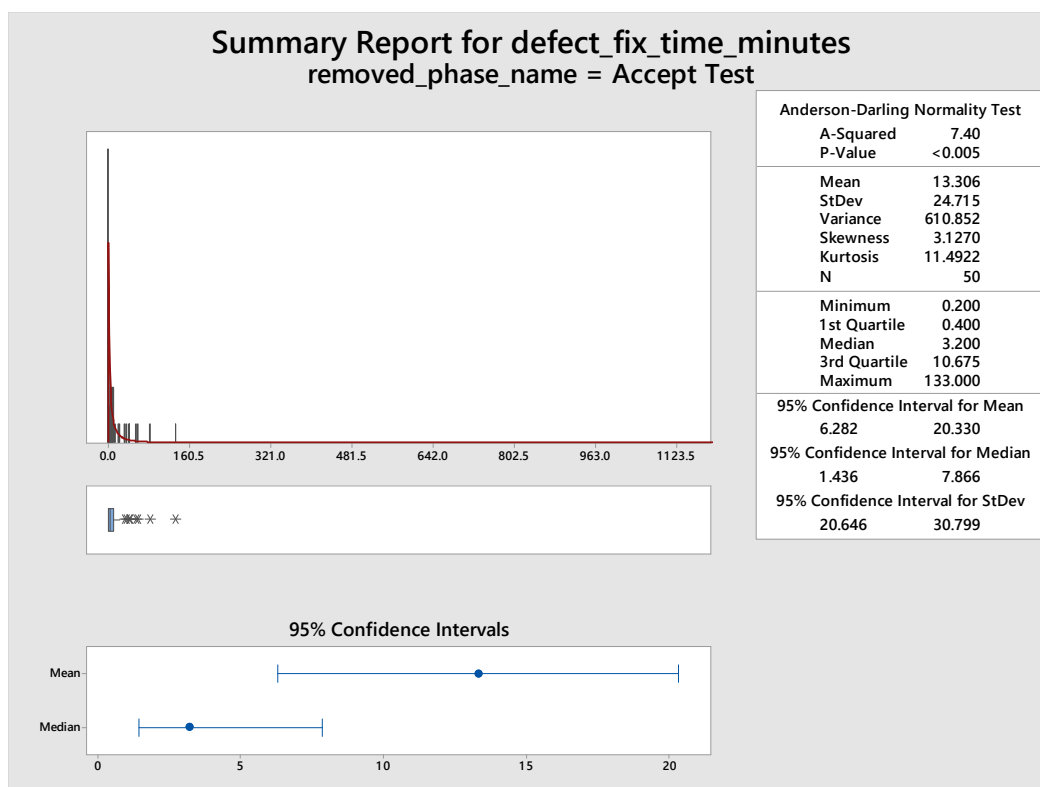 Summary Report for defect_fix_time_minutes
removed_phase_name = Accept Test
Anderson-Darling Normality Test
A-Squared 7.40
P-Value <0.005
Mean 13.306
StDev 24.715
Variance 610.852
Skewness 3.1270
Kurtosis 11.4922
N 50
Minimum 0.200
1st Quartile 0.400
Median 3.200
3rd Quartile 10.675
Maximum 133.000
95% Confidence Interval for Mean
6.282 20.330
95% Confidence Interval for Median
1.436 7.866
95% Confidence Interval for StDev
20.646 30.799
0.0 160.5 321.0 481.5 642.0 802.5 963.0 1123.5
95% Confidence Intervals
Mean
Median
0 5 10 15 20